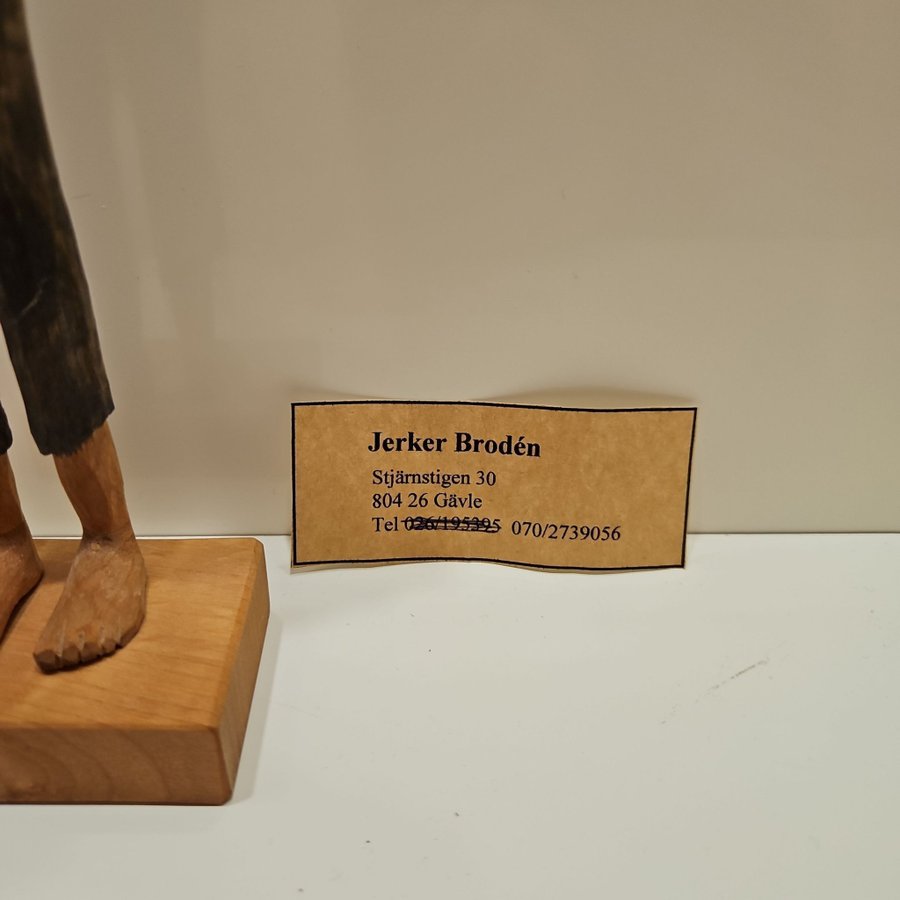 Jerker Brodén
Stjärnstigen 30
804 26 Gävle
Tel 026/195395 070/2739056